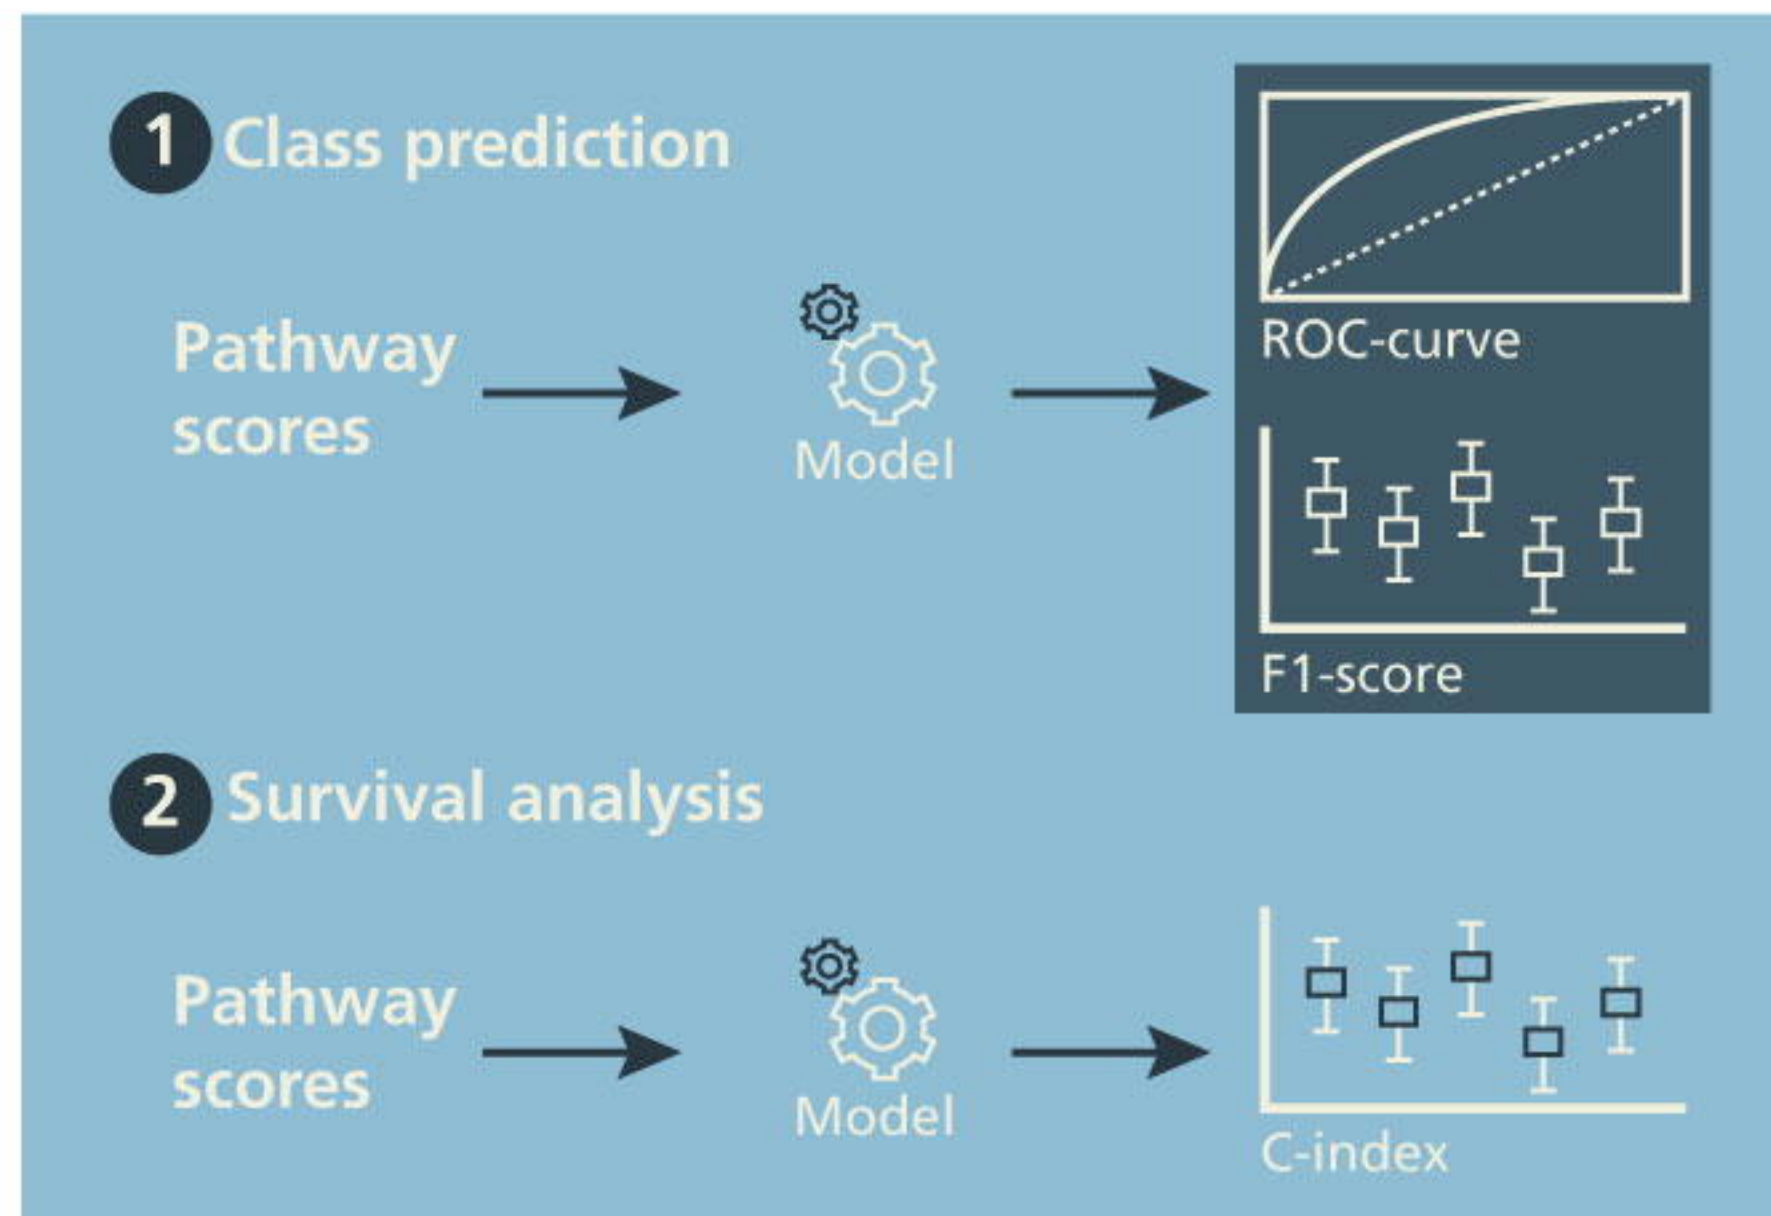 1 Class prediction
Pathway
scores
Model
ROC-curve
F1-score
2 Survival analysis
Pathway
scores
Model
C-index